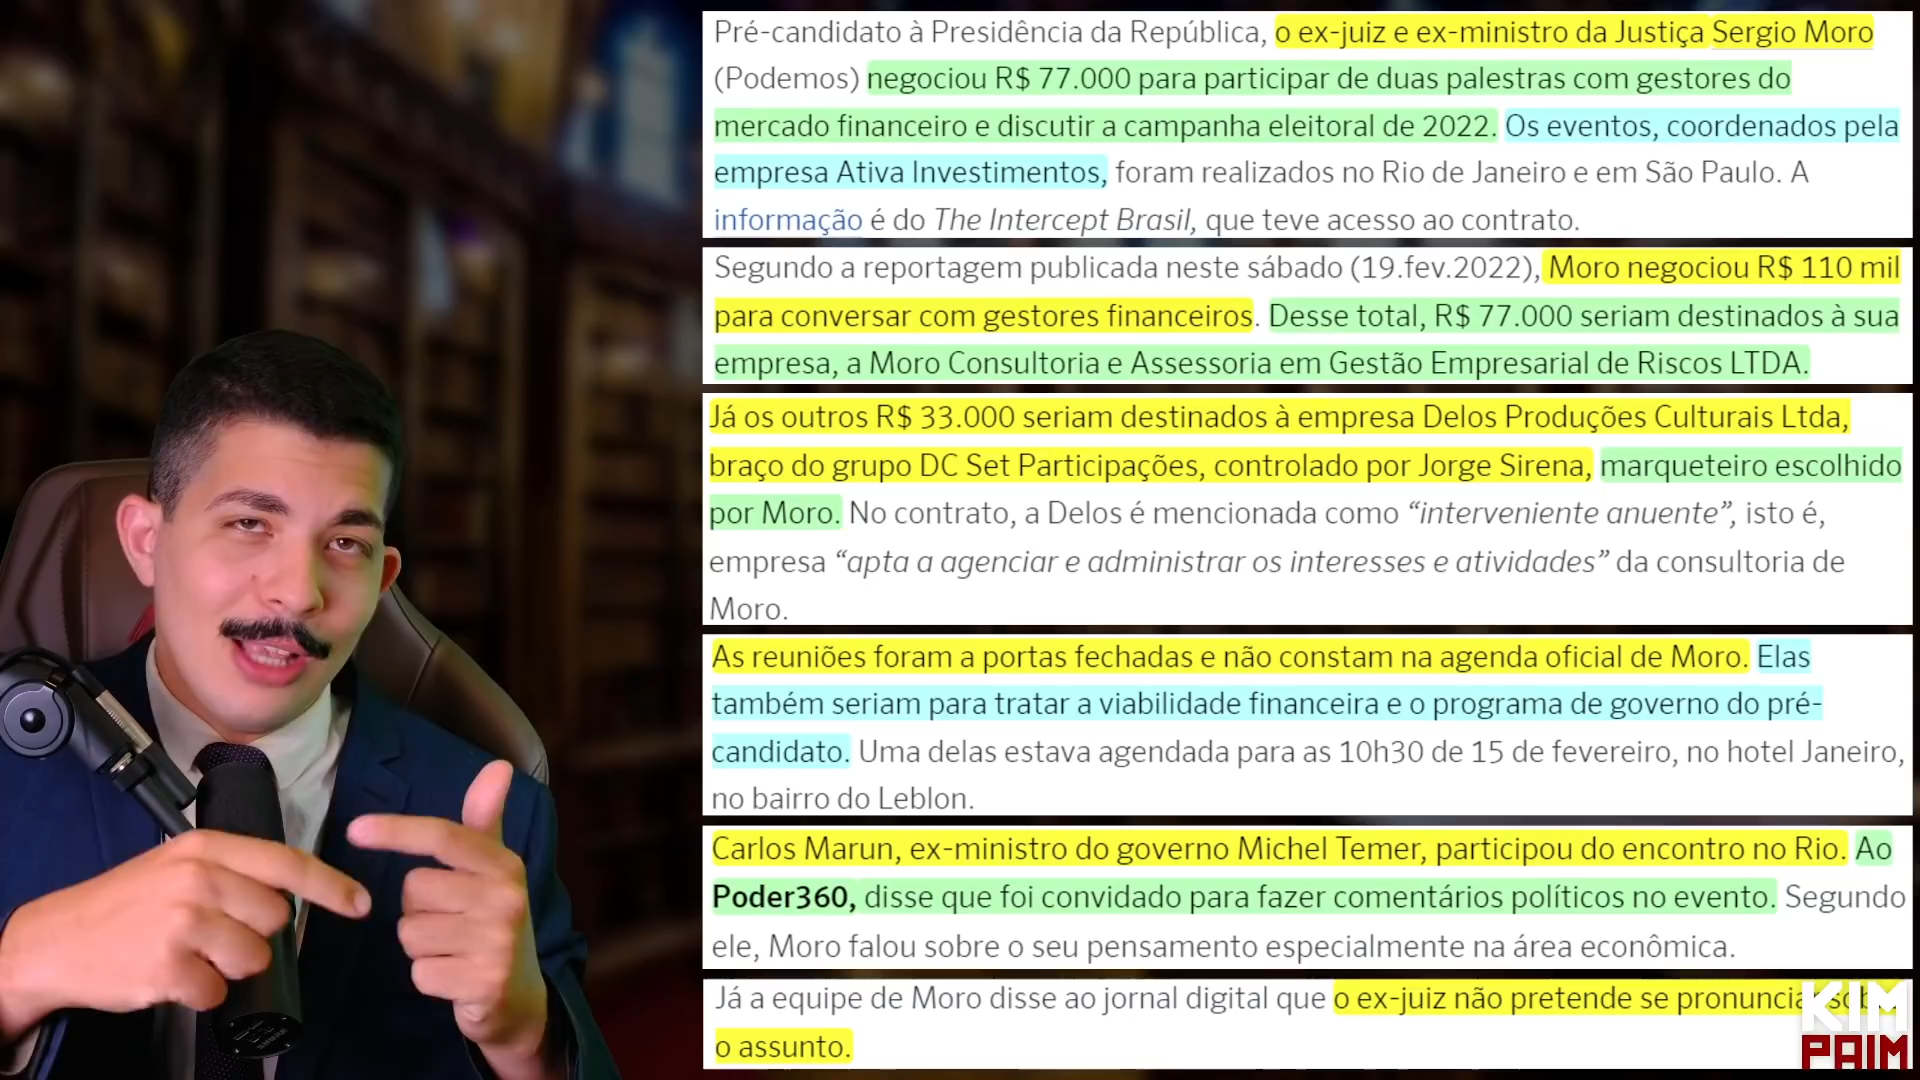 Pré-candidato à Presidência da República, o ex-juiz e ex-ministro da Justiça Sergio Moro
(Podemos) negociou R$ 77.000 para participar de duas palestras com gestores do
mercado financeiro e discutir a campanha eleitoral de 2022. Os eventos, coordenados pela
empresa Ativa Investimentos, foram realizados no Rio de Janeiro e em São Paulo. A
informação é do The Intercept Brasil, que teve acesso ao contrato.
Segundo a reportagem publicada neste sábado (19.fev.2022), Moro negociou R$ 110 mil
para conversar com gestores financeiros. Desse total, R$ 77.000 seriam destinados à sua
empresa, a Moro Consultoria e Assessoria em Gestão Empresarial de Riscos LTDA.
Já os outros R$ 33.000 seriam destinados à empresa Delos Produções Culturais Ltda,
braço do grupo DC Set Participações, controlado por Jorge Sirena, marqueteiro escolhido
por Moro. No contrato, a Delos é mencionada como “interveniente anuente”, isto é,
empresa “apta a agenciar e administrar os interesses e atividades” da consultoria de
Moro.
As reuniões foram a portas fechadas e não constam na agenda oficial de Moro. Elas
também seriam para tratar a viabilidade financeira e o programa de governo do pré-
candidato. Uma delas estava agendada para as 10h30 de 15 de fevereiro, no hotel Janeiro,
no bairro do Leblon.
Carlos Marun, ex-ministro do governo Michel Temer, participou do encontro no Rio. Ao
Poder360, disse que foi convidado para fazer comentários políticos no evento. Segundo
ele, Moro falou sobre o seu pensamento especialmente na área econômica.
Já a equipe de Moro disse ao jornal digital que o ex-juiz não pretende se pronunciar sobre
o assunto.
KIM
PAIM